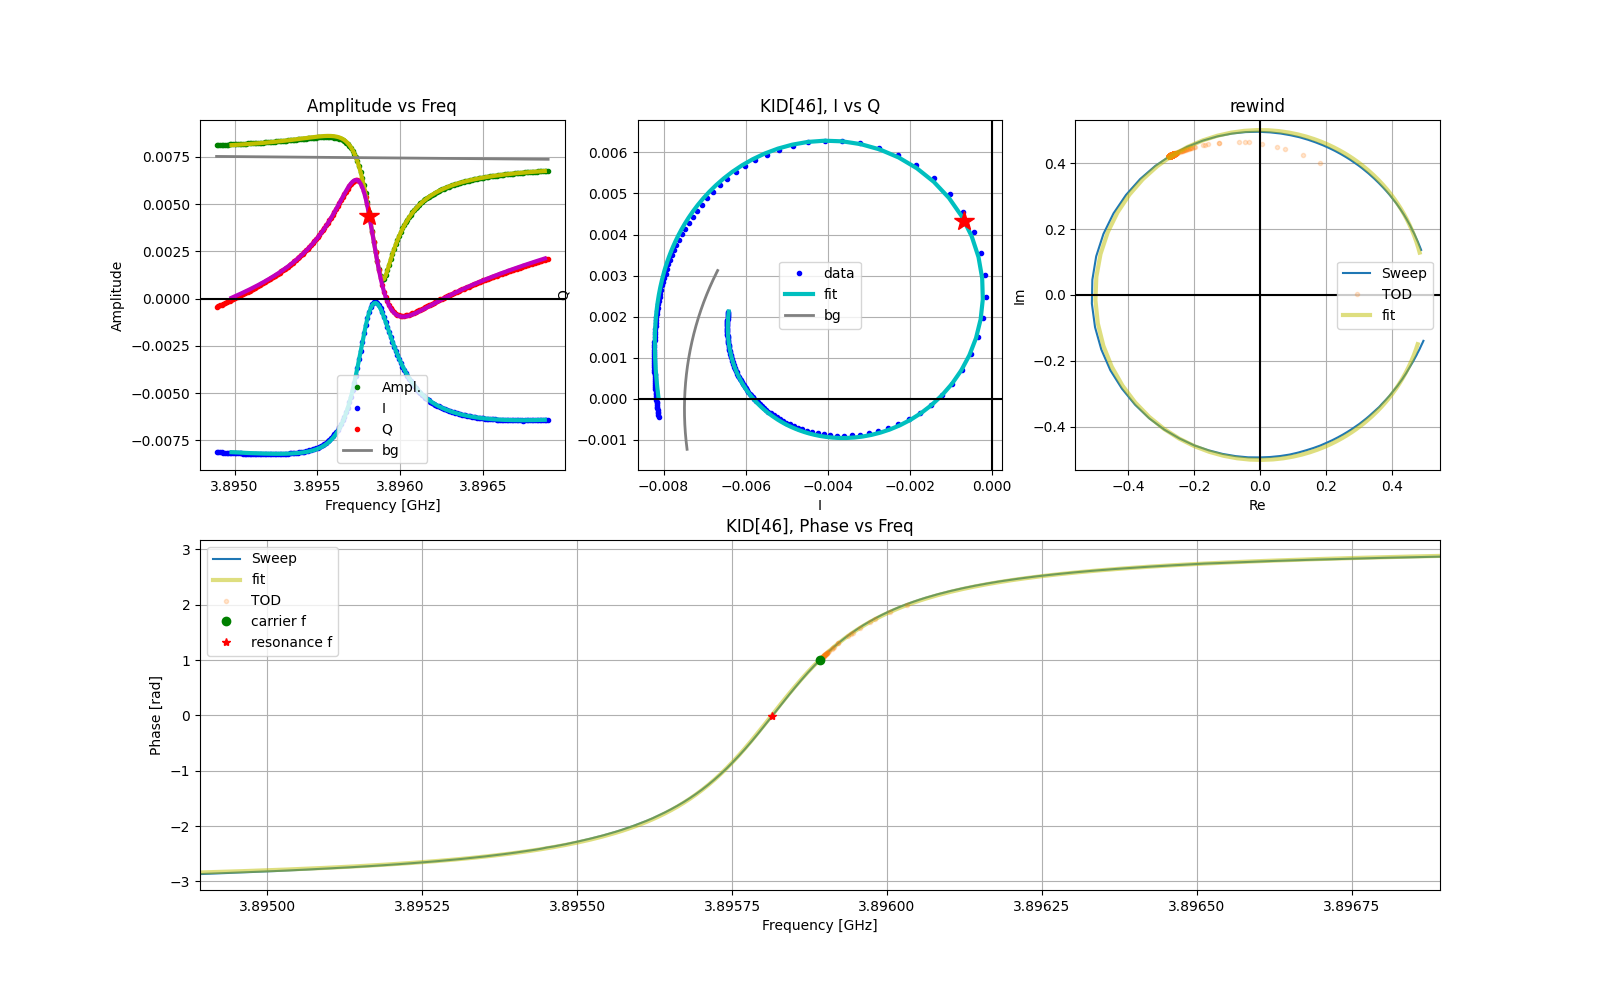 Amplitude vs Freq
Amplitude
0.0075
0.0050
0.0025
0.0000
−0.0025
−0.0050
−0.0075
Ampl.
I
Q
bg
3.8950 3.8955 3.8960 3.8965
Frequency [GHz]
KID[46], I vs Q
Q
0.006
0.005
0.004
0.003
0.002
0.001
0.000
−0.001
data
fit
bg
−0.008 −0.006 −0.004 −0.002 0.000
I
rewind
Im
0.4
0.2
0.0
−0.2
−0.4
Sweep
TOD
fit
−0.4 −0.2 0.0 0.2 0.4
Re
KID[46], Phase vs Freq
Phase [rad]
3
2
1
0
−1
−2
−3
Sweep
fit
TOD
carrier f
resonance f
3.89500 3.89525 3.89550 3.89575 3.89600 3.89625 3.89650 3.89675
Frequency [GHz]